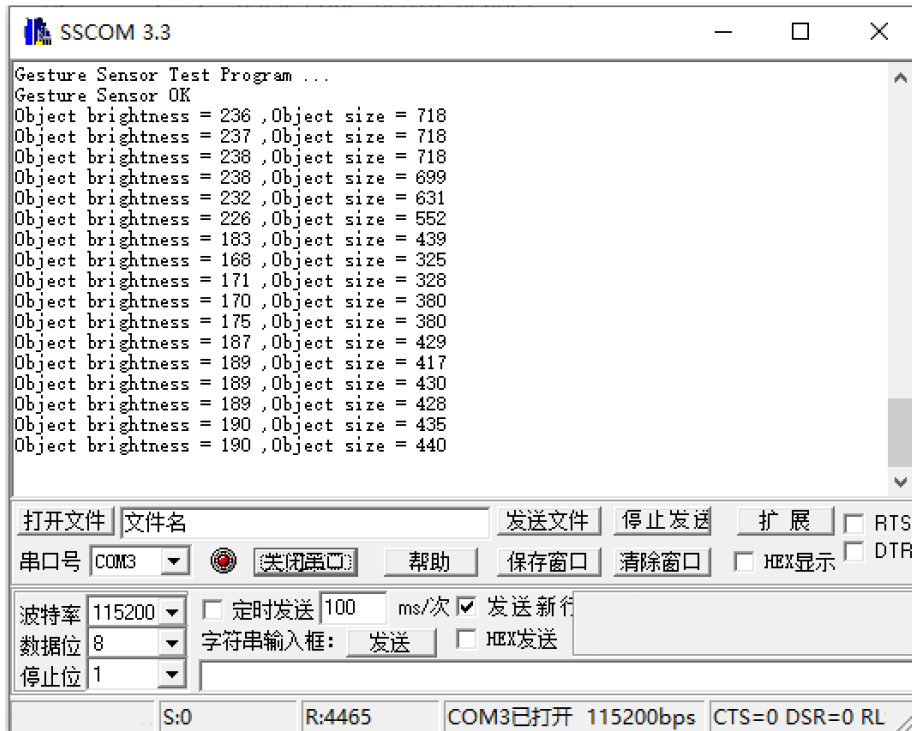 SSCOM 3.3
Gesture Sensor Test Program ...
Gesture Sensor OK
Object brightness = 236 ,Object size = 718
Object brightness = 237 ,Object size = 718
Object brightness = 238 ,Object size = 718
Object brightness = 238 ,Object size = 699
Object brightness = 232 ,Object size = 631
Object brightness = 226 ,Object size = 552
Object brightness = 183 ,Object size = 439
Object brightness = 168 ,Object size = 325
Object brightness = 171 ,Object size = 328
Object brightness = 170 ,Object size = 380
Object brightness = 175 ,Object size = 380
Object brightness = 187 ,Object size = 429
Object brightness = 189 ,Object size = 417
Object brightness = 189 ,Object size = 430
Object brightness = 189 ,Object size = 428
Object brightness = 190 ,Object size = 435
Object brightness = 190 ,Object size = 440
打开文件 文件名 发送文件 停止发送 扩展 RTS
串口号 COM3 关闭串口 帮助 保存窗口 清除窗口 HEX显示 DTR
波特率 115200 定时发送 100 ms/次 发送新行
数据位 8 字符串输入框： 发送 HEX发送
停止位 1
S:0 R:4465 COM3已打开 115200bps CTS=0 DSR=0 RL